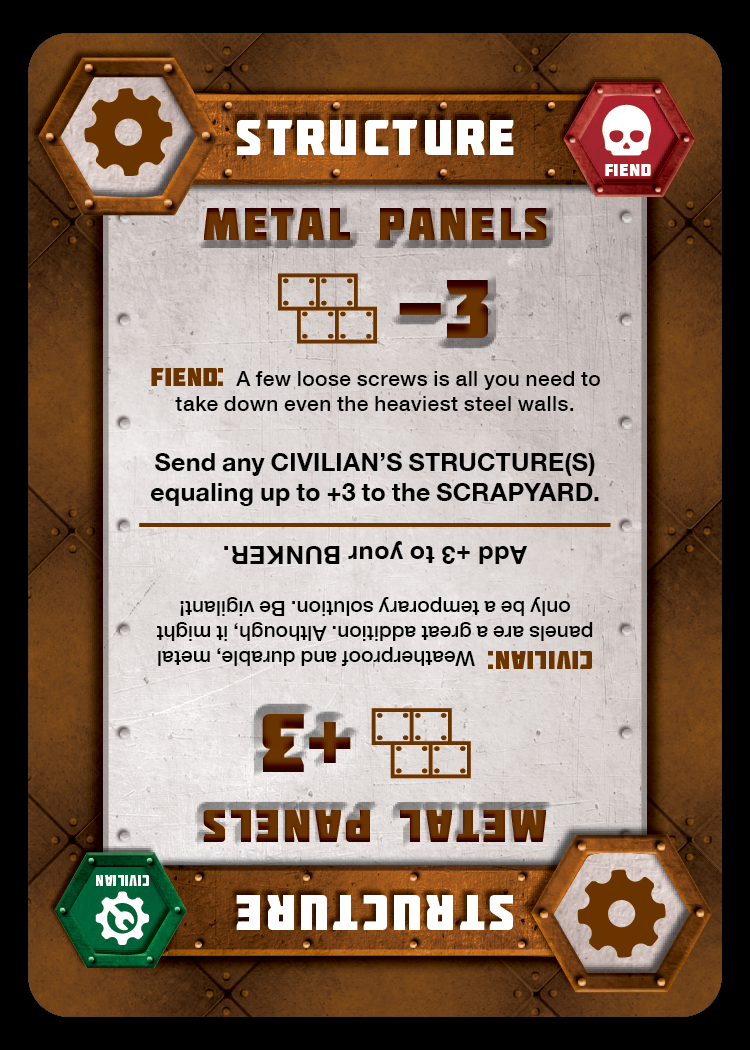 STRUCTURE
FIEND
METAL PANELS
-3
FIEND: A few loose screws is all you need to
take down even the heaviest steel walls.
Send any CIVILIAN'S STRUCTURE(S)
equaling up to +3 to the SCRAPYARD.
STRUCTURE
CIVILIAN
METAL PANELS
+3
CIVILIAN: Weatherproof and durable, metal
panels are a great addition. Although, it might
only be a temporary solution. Be vigilant!
Add +3 to your BUNKER.